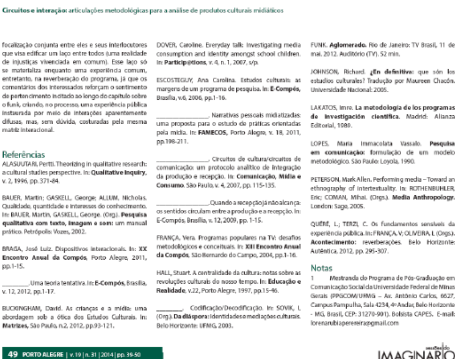 Circuitos e interação: articulações metodológicas para a análise de produtos culturais midiáticos
focalização conjunta entre eles e seus interlocutores
que visa edificar um laço entre todos (uma realidade
de injustiças vivenciada em comum). Esse laço só
se materializa enquanto uma experiência comum,
entretanto, na reverberação do programa, já que os
comentários dos interessados reforçam o sentimento
de pertencimento incitado ao longo do capítulo sobre
o funk, criando, no processo, uma experiência pública
instaurada por meio de interações aparentemente
difusas, mas, sem dúvida, costuradas pela mesma
matriz interacional.
Referências
ALASUUTARI, Pertti. Theorizing in qualitative research:
a cultural studies perspective. In: Qualitative Inquiry,
v. 2, 1996, pp. 371-84.
BAUER, Martin; GASKELL, George; ALLUM, Nicholas.
Qualidade, quantidade e interesses do conhecimento.
In: BAUER, Martin, GASKELL, George. (Org.). Pesquisa
qualitativa com texto, imagem e som: um manual
prático. Petrópolis: Vozes, 2002.
BRAGA, José Luiz. Dispositivos Interacionais. In: XX
Encontro Anual da Compós, Porto Alegre, 2011,
pp.1-15.
Uma teoria tentativa. In: E-Compós, Brasília,
v. 12, 2012, pp.1-17.
BUCKINGHAM, David. As crianças e a mídia: uma
abordagem sob a ótica dos Estudos Culturais. In:
Matrizes, São Paulo, n.2, 2012, pp.93-121.
DOVER, Caroline. Everyday talk: Investigating media
consumption and identity amongst school children.
In: Particip@tions, v. 4, n. 1, 2007, s/p.
ESCOSTEGUY, Ana Carolina. Estudos culturais: as
margens de um programa de pesquisa. In: E-Compós,
Brasília, v.6, 2006, pp.1-16.
Narrativas pessoais midiatizadas:
uma proposta para o estudo de práticas orientadas
pela mídia. In: FAMECOS, Porto Alegre, v. 18, 2011,
pp.198-211.
Circuitos de cultura/circuitos de
comunicação: um protocolo analítico de integração
da produção e recepção. In: Comunicação, Mídia e
Consumo. São Paulo, v. 4, 2007, pp. 115-135.
Quando a recepção já não alcança:
os sentidos circulam entre a produção e a recepção. In:
E-Compós, Brasília, v. 12, 2009, pp. 1-15.
FRANÇA, Vera. Programas populares na TV: desafios
metodológicos e conceituais. In: XIII Encontro Anual
da Compós, São Bernardo do Campo, 2004, pp.1-16.
HALL, Stuart. A centralidade da cultura: notas sobre as
revoluções culturais do nosso tempo. In: Educação e
Realidade, v.22, Porto Alegre, 1997, pp.15-46.
Codificação/Decodificação. In: SOVIK, L
(Org.). Da diáspora: identidades e mediações culturais.
Belo Horizonte: UFMG, 2003.
FUNK. Aglomerado. Rio de Janeiro: TV Brasil, 11 de
mai. 2012. Auditório (TV). 52 min.
JOHNSON, Richard. ¿En definitiva: que són los
estudios culturales? Tradução por Maureen Chacón.
Universidade Nacional: 2005.
LAKATOS, Imre. La metodología de los programas
de investigación científica. Madrid: Alianza
Editorial, 1989.
LOPES, Maria Immacolata Vassalo. Pesquisa
em comunicação: formulação de um modelo
metodológico. São Paulo: Loyola, 1990.
PETERSON, Mark Allen. Performing media – Toward an
ethnography of intertextuality. In: ROTHENBUHLER,
Eric; COMAN, Mihai. (Orgs.). Media Anthropology.
London: Sage, 2005.
QUÉRÉ, L; TERZI, C. Os fundamentos sensíveis da
experiência pública. In: FRANÇA, V; OLIVEIRA, L (Orgs.).
Acontecimento: reverberações. Belo Horizonte:
Autêntica, 2012, pp. 295-307.
Notas
1 Mestranda do Programa de Pós-Graduação em
Comunicação Social da Universidade Federal de Minas
Gerais (PPGCOM UFMG) – Av. Antônio Carlos, 6627,
Campus Pampulha, Sala 4234, 4º Andar, Belo Horizonte
- MG, Brasil, CEP: 31270-901). Bolsista CAPES. E-mail:
49 PORTO ALEGRE | v. 19 | n. 31 | 2014 | pp. 39-50
IMAGINÁRIO